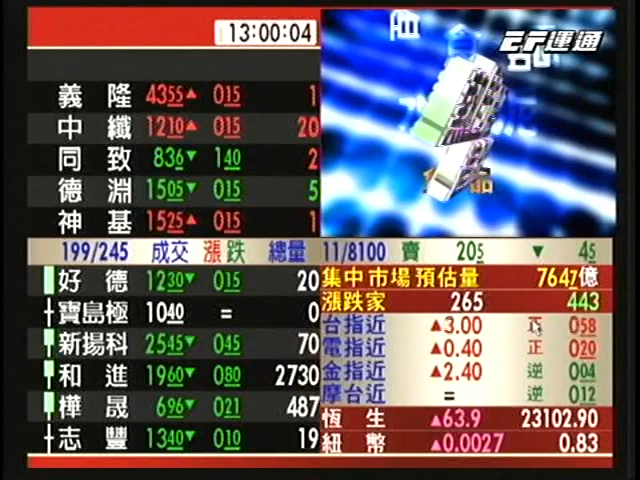 13:00:04
EF運通
義隆 4355▲ 015 1
中纖 1210▲ 015 20
同致 836▼ 140 2
德淵 1505▼ 015 5
神基 1525▲ 015 1
199/245 成交 漲跌 總量
11/8100 賣 205 ▼ 45
好德 1230▼ 015 20
寶島極 1040 = 0
新揚科 2545▼ 045 70
和進 1960▼ 080 2730
樺晟 696▼ 021 487
志豐 1340▼ 010 19
集中市場預估量 7647億
漲跌家 265 443
台指近 ▲3.00 正 058
電指近 ▲0.40 正 020
金指近 ▲2.40 逆 004
摩台近 = 逆 012
恆生 ▲63.9 23102.90
紐幣 ▲0.0027 0.83